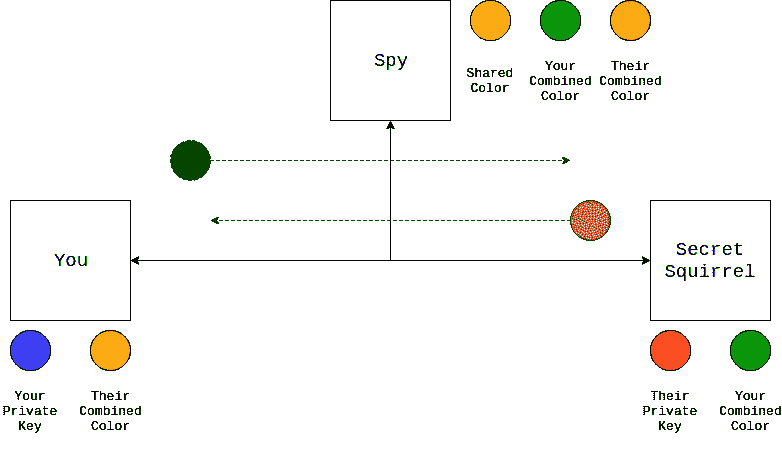 Spy
Shared
Color
Your
Combined
Color
Their
Combined
Color
You
Secret
Squirrel
Your
Private
Key
Their
Combined
Color
Their
Private
Key
Your
Combined
Color